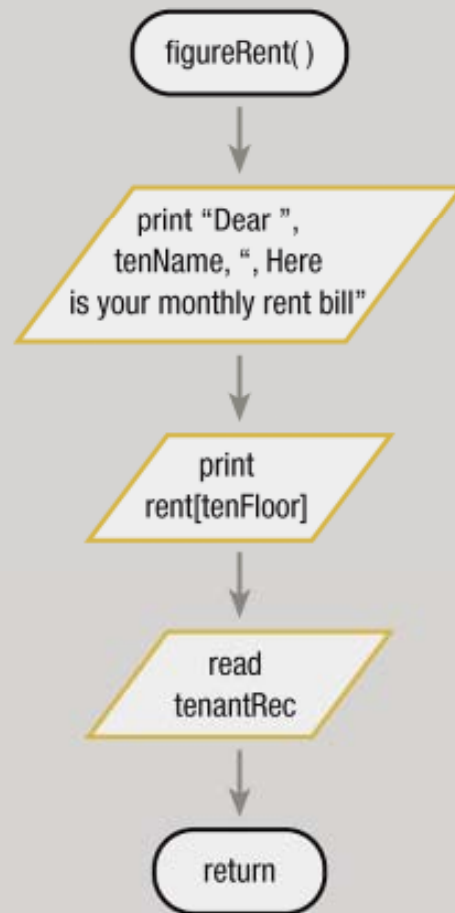 figureRent( )
print “Dear ”,
tenName, “, Here
is your monthly rent bill”
print
rent[tenFloor]
read
tenantRec
return